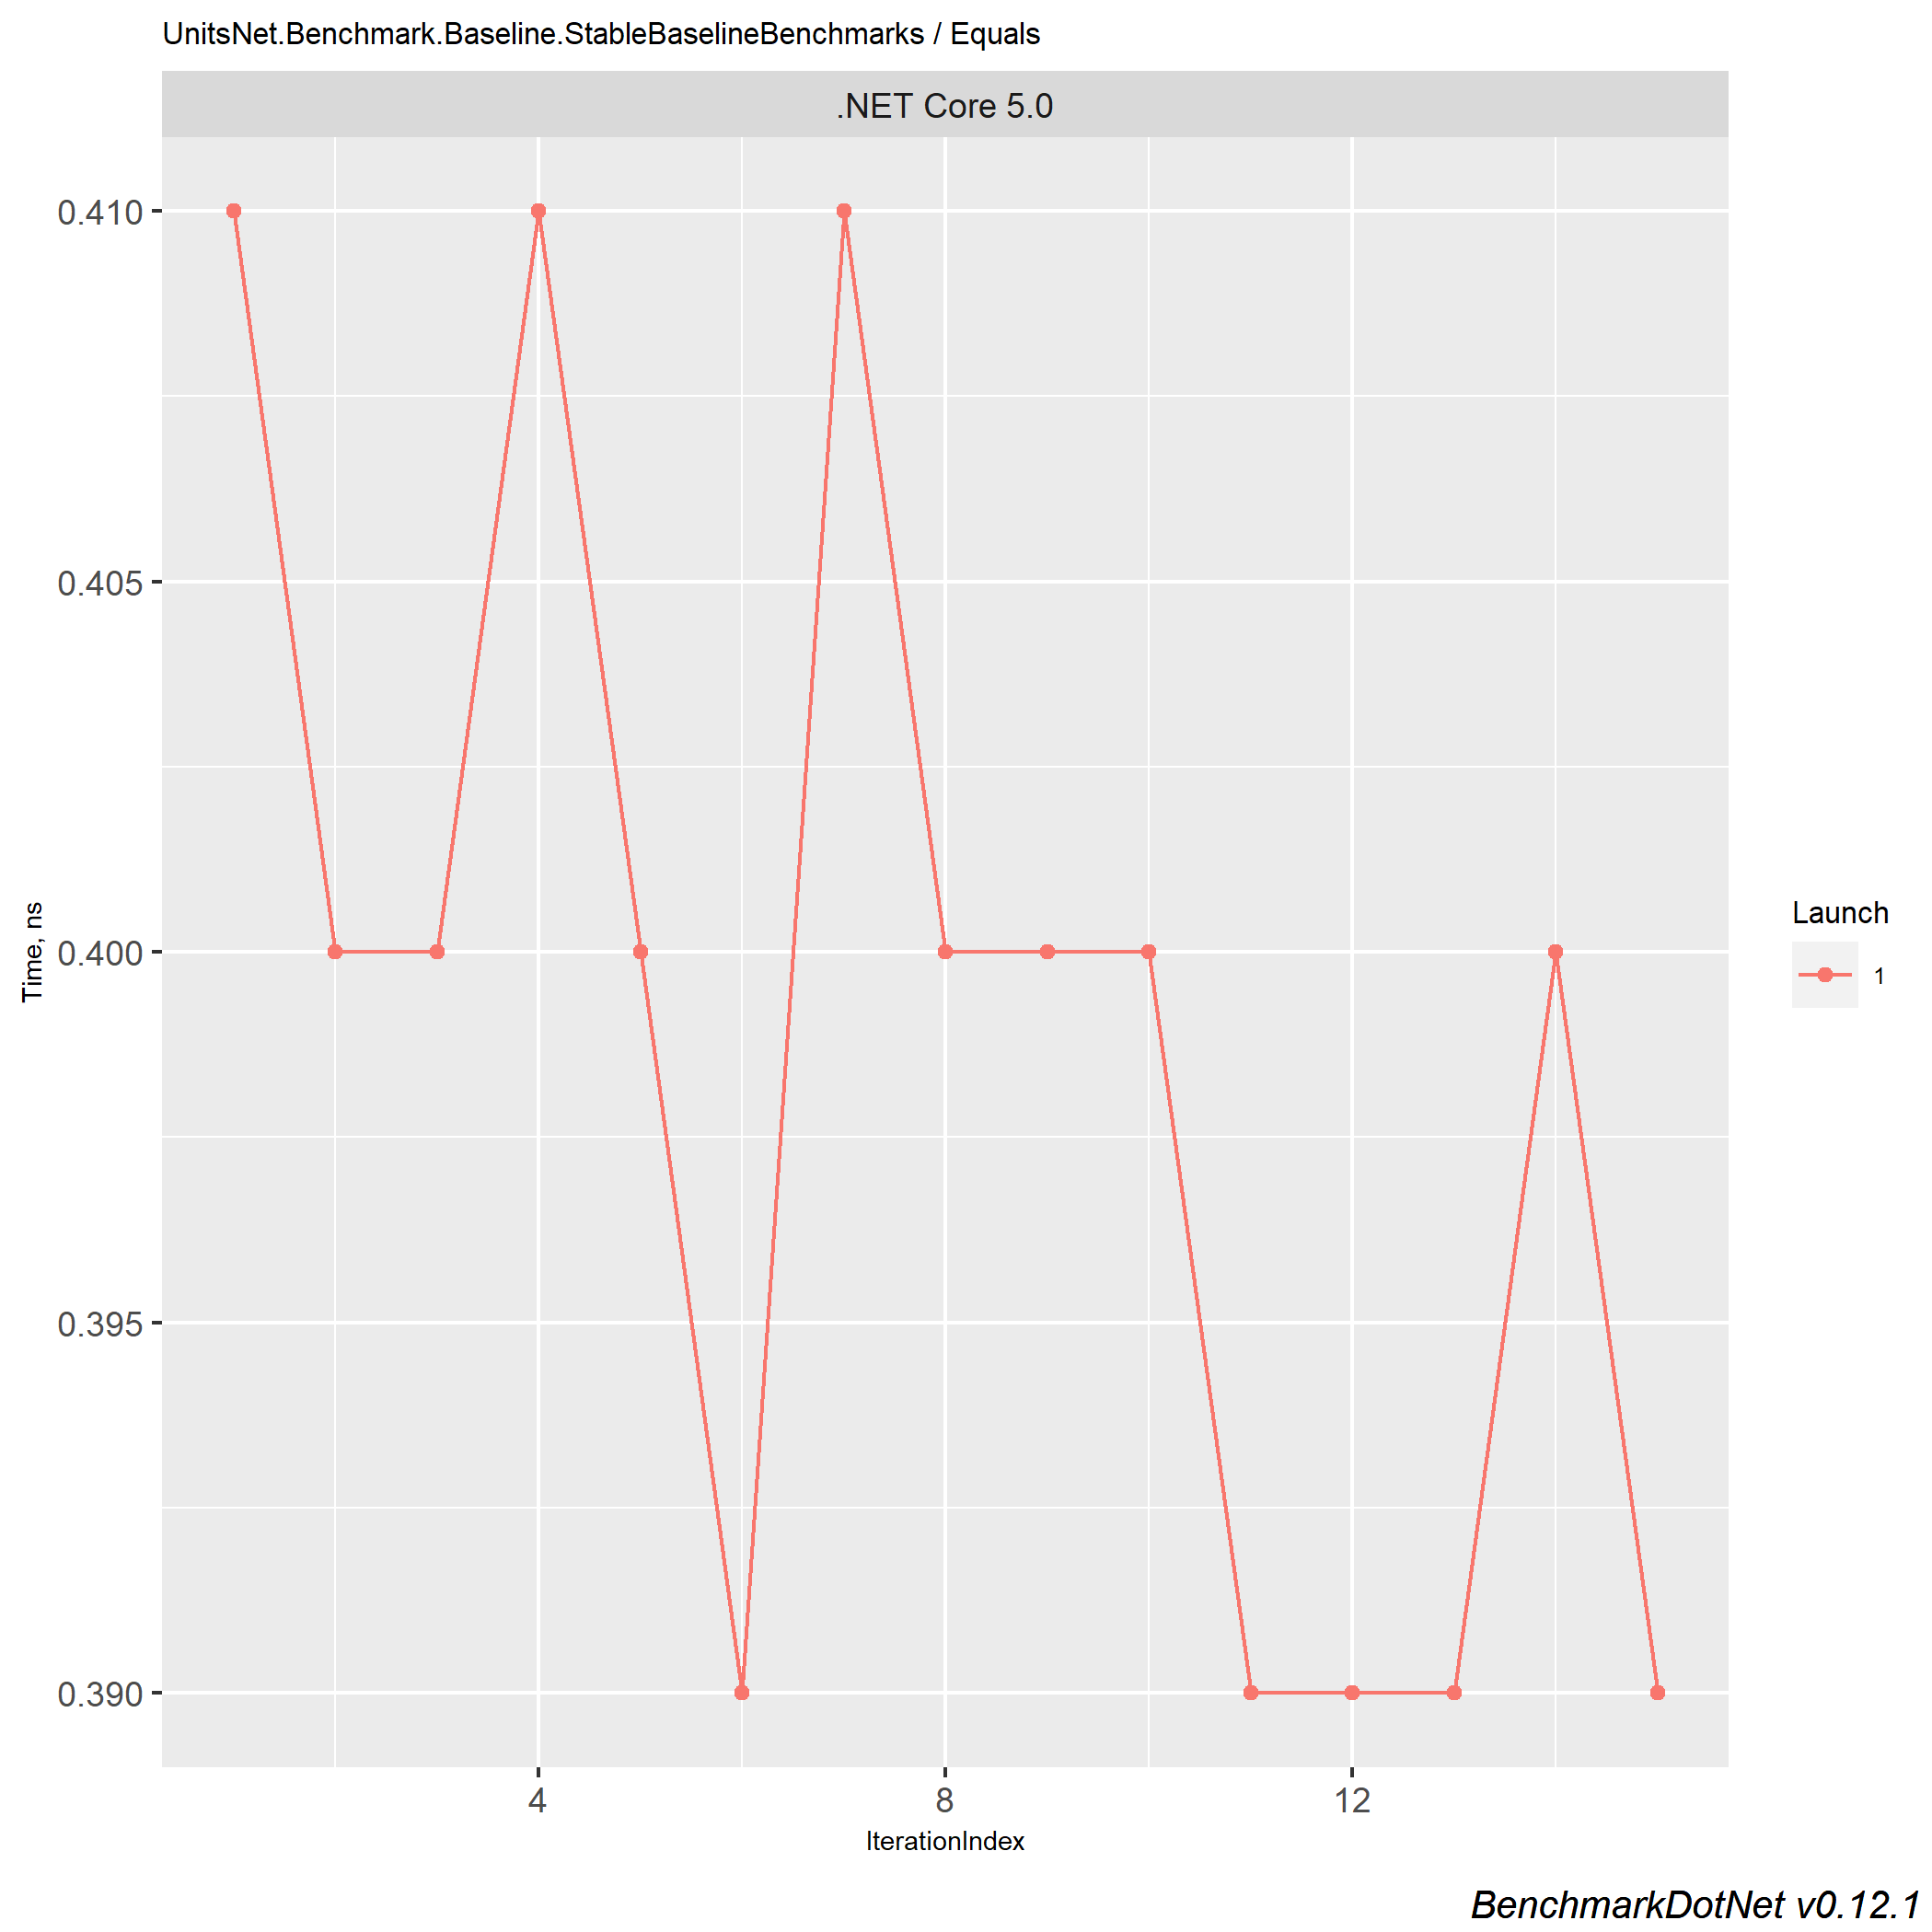 UnitsNet.Benchmark.Baseline.StableBaselineBenchmarks / Equals
.NET Core 5.0
0.410
0.405
0.400
0.395
0.390
Time, ns
4
8
12
IterationIndex
Launch
1
BenchmarkDotNet v0.12.1